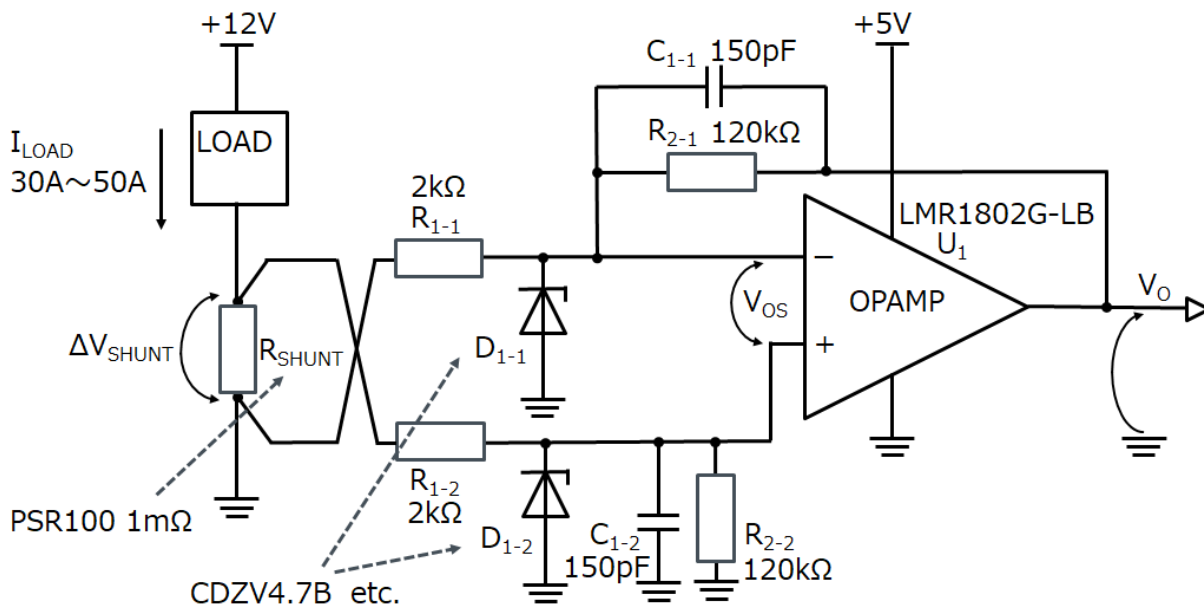 +12V
+5V
C1-1 150pF
R2-1 120kΩ
ILOAD
30A～50A
LOAD
2kΩ
R1-1
LMR1802G-LB
U1
−
VOS
OPAMP
VO
ΔVSHUNT
RSHUNT
D1-1
+
R1-2
2kΩ
PSR100 1mΩ
D1-2
C1-2
150pF
R2-2
120kΩ
CDZV4.7B etc.